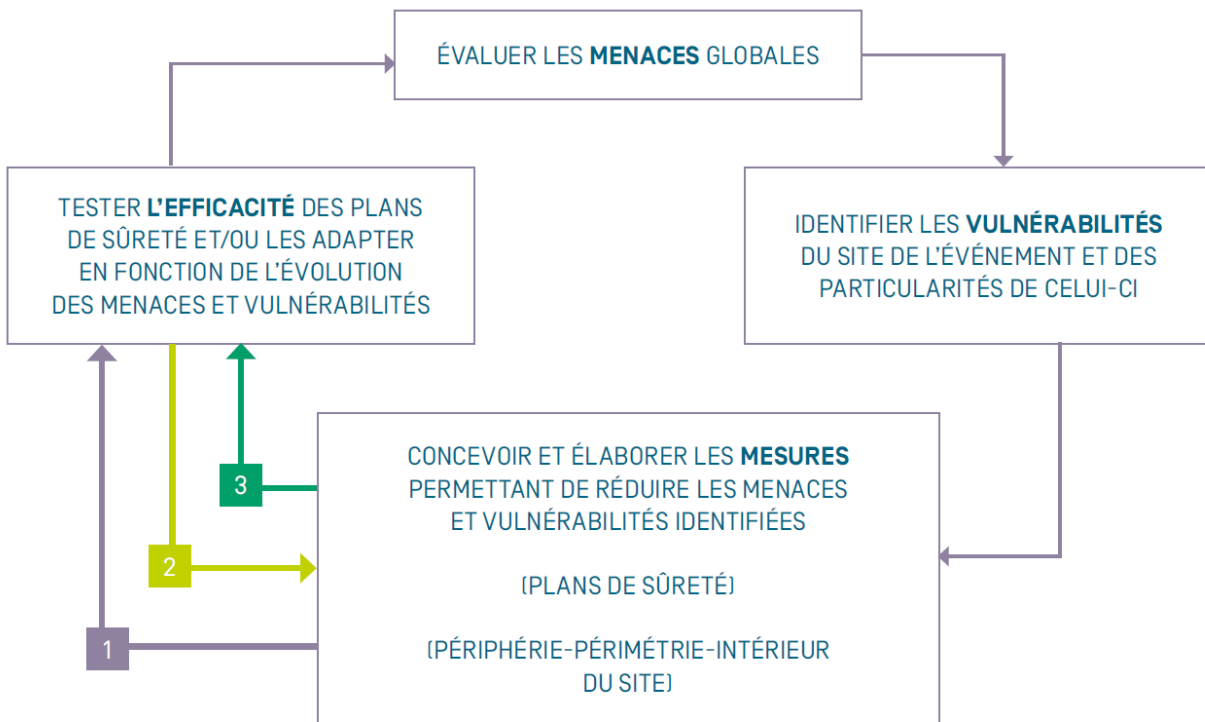 ÉVALUER LES MENACES GLOBALES
TESTER L'EFFICACITÉ DES PLANS
DE SÛRETÉ ET/OU LES ADAPTER
EN FONCTION DE L'ÉVOLUTION
DES MENACES ET VULNÉRABILITÉS
IDENTIFIER LES VULNÉRABILITÉS
DU SITE DE L'ÉVÉNEMENT ET DES
PARTICULARITÉS DE CELUI-CI
CONCEVOIR ET ÉLABORER LES MESURES
PERMETTANT DE RÉDUIRE LES MENACES
ET VULNÉRABILITÉS IDENTIFIÉES
(PLANS DE SÛRETÉ)
(PÉRIPHÉRIE-PÉRIMÉTRIE-INTÉRIEUR
DU SITE)
3
2
1